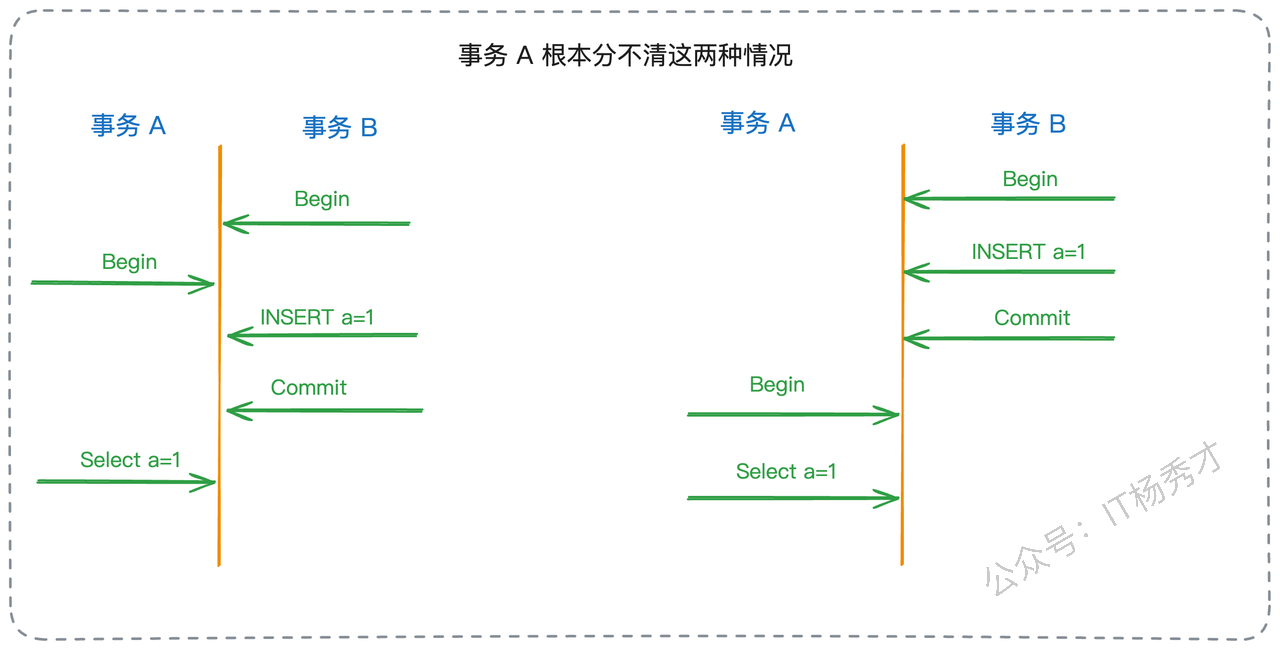 事务 A 根本分不清这两种情况
事务 A
事务 B
Begin
Begin
INSERT a=1
Commit
Select a=1
事务 A
事务 B
Begin
INSERT a=1
Commit
Begin
Select a=1
公众号：IT杨秀才